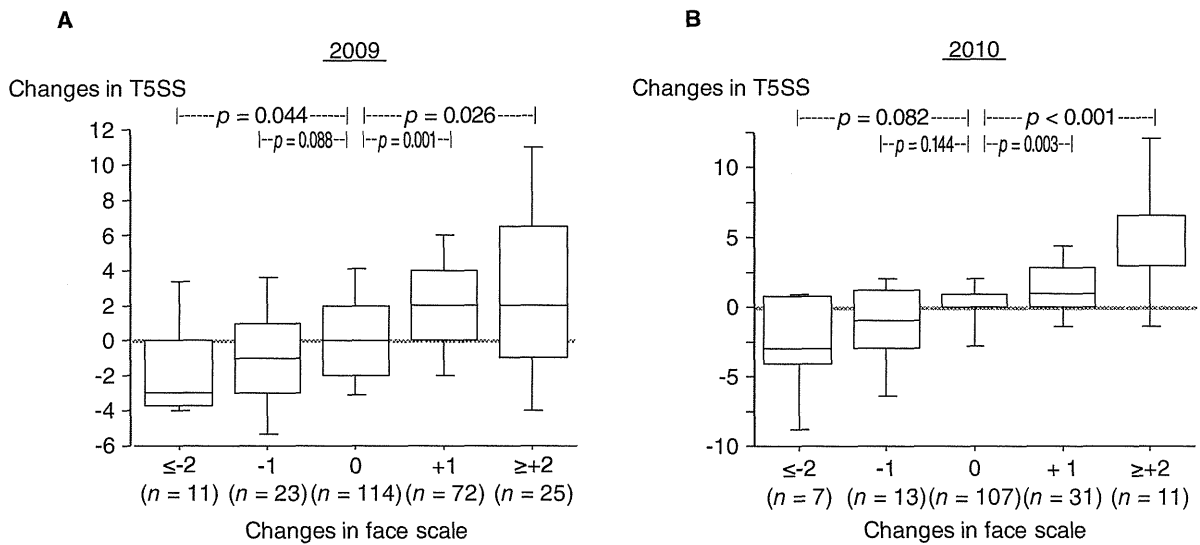 A
2009
Changes in T5SS
p = 0.044
p = 0.026
p = 0.088
p = 0.001
12
10
8
6
4
2
0
-2
-4
-6
≤-2
-1
0
+1
≥+2
(n = 11) (n = 23) (n = 114) (n = 72) (n = 25)
Changes in face scale
B
2010
Changes in T5SS
p = 0.082
p < 0.001
p = 0.144
p = 0.003
10
5
0
-5
-10
≤-2
-1
0
+ 1
≥+2
(n = 7) (n = 13) (n = 107) (n = 31) (n = 11)
Changes in face scale